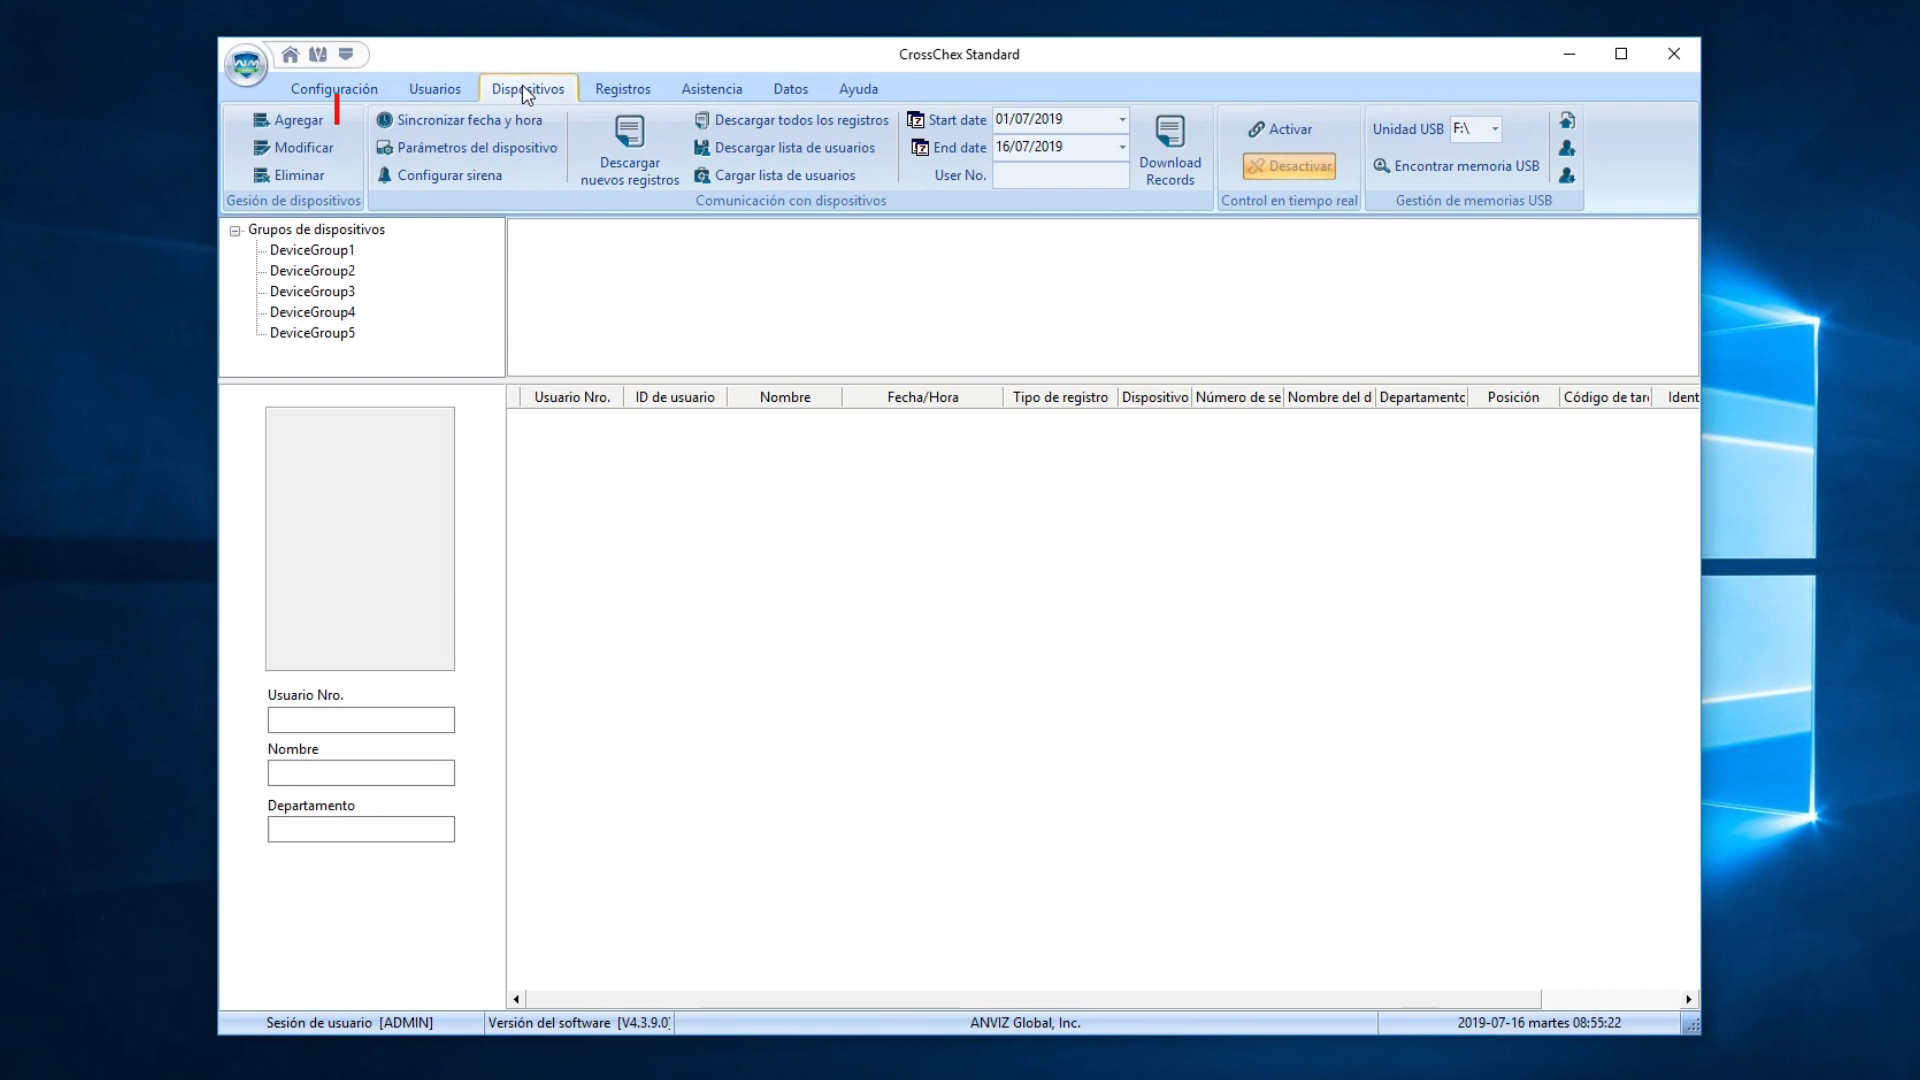 CrossChex Standard
Configuración Usuarios Dispositivos Registros Asistencia Datos Ayuda
Agregar
Modificar
Eliminar
Gesión de dispositivos
Sincronizar fecha y hora
Parámetros del dispositivo
Configurar sirena
Descargar
nuevos registros
Descargar todos los registros
Descargar lista de usuarios
Cargar lista de usuarios
Start date 01/07/2019
End date 16/07/2019
User No.
Download
Records
Comunicación con dispositivos
Activar
Desactivar
Control en tiempo real
Unidad USB F:\
Encontrar memoria USB
Gestión de memorias USB
Grupos de dispositivos
DeviceGroup1
DeviceGroup2
DeviceGroup3
DeviceGroup4
DeviceGroup5
Usuario Nro. ID de usuario Nombre Fecha/Hora Tipo de registro Dispositivo Número de se Nombre del d Departamentc Posición Código de tar Ident
Usuario Nro.
Nombre
Departamento
Sesión de usuario [ADMIN] Versión del software [V4.3.9.0] ANVIZ Global, Inc. 2019-07-16 martes 08:55:22